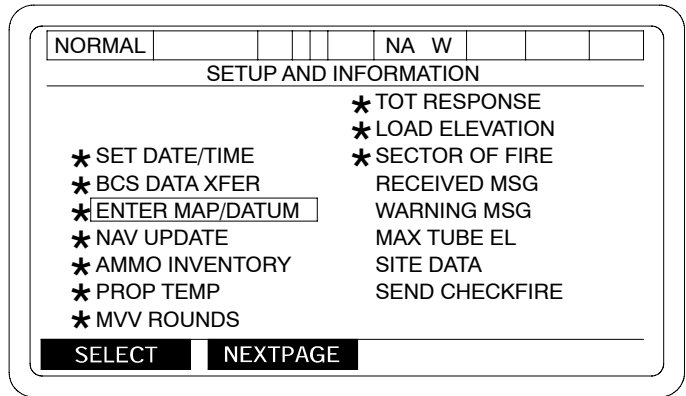 NORMAL NA W
SETUP AND INFORMATION
* SET DATE/TIME
* BCS DATA XFER
* ENTER MAP/DATUM
* NAV UPDATE
* AMMO INVENTORY
* PROP TEMP
* MVV ROUNDS
* TOT RESPONSE
* LOAD ELEVATION
* SECTOR OF FIRE
RECEIVED MSG
WARNING MSG
MAX TUBE EL
SITE DATA
SEND CHECKFIRE
SELECT NEXTPAGE